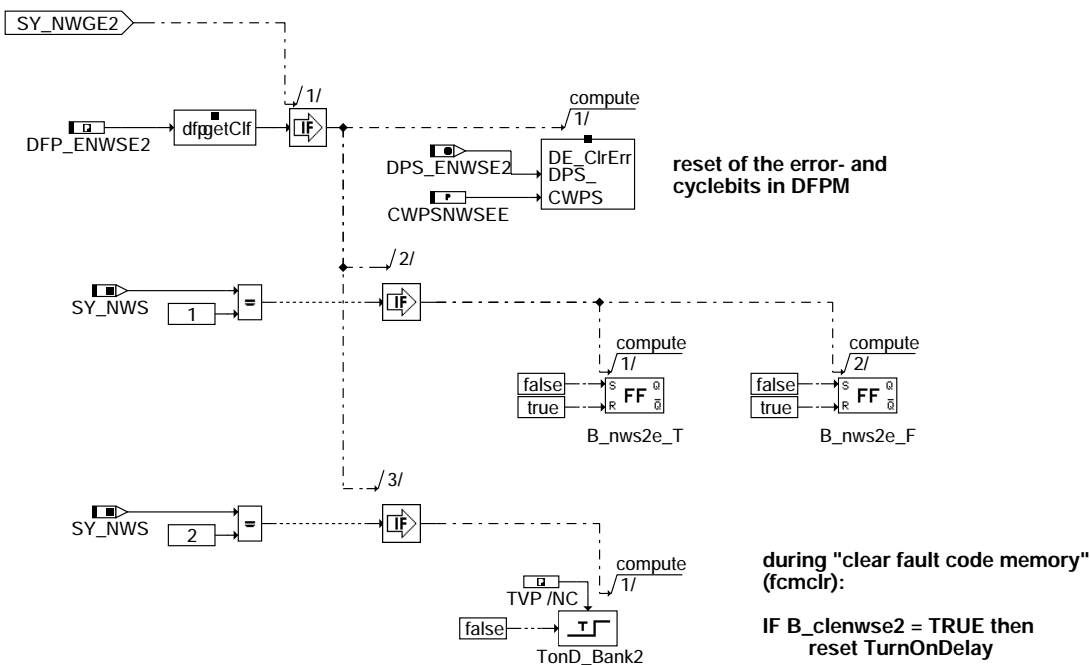 SY_NWGE2
/1/
compute
1/
DFP_ENWSE2
dfpgetClf
IF
DPS_ENWSE2
CWPSNWSEE
DE_ClrErr
DPS_
CWPS
reset of the error- and
cyclebits in DFPM
/2/
SY_NWS
1
=
IF
compute
1/
compute
2/
false
true
S Q
FF
R Q
B_nws2e_T
false
true
S Q
FF
R Q
B_nws2e_F
/3/
SY_NWS
2
=
IF
compute
1/
TVP /NC
false
T
TonD_Bank2
during "clear fault code memory"
(fcmclr):
IF B_clenwse2 = TRUE then
reset TurnOnDelay